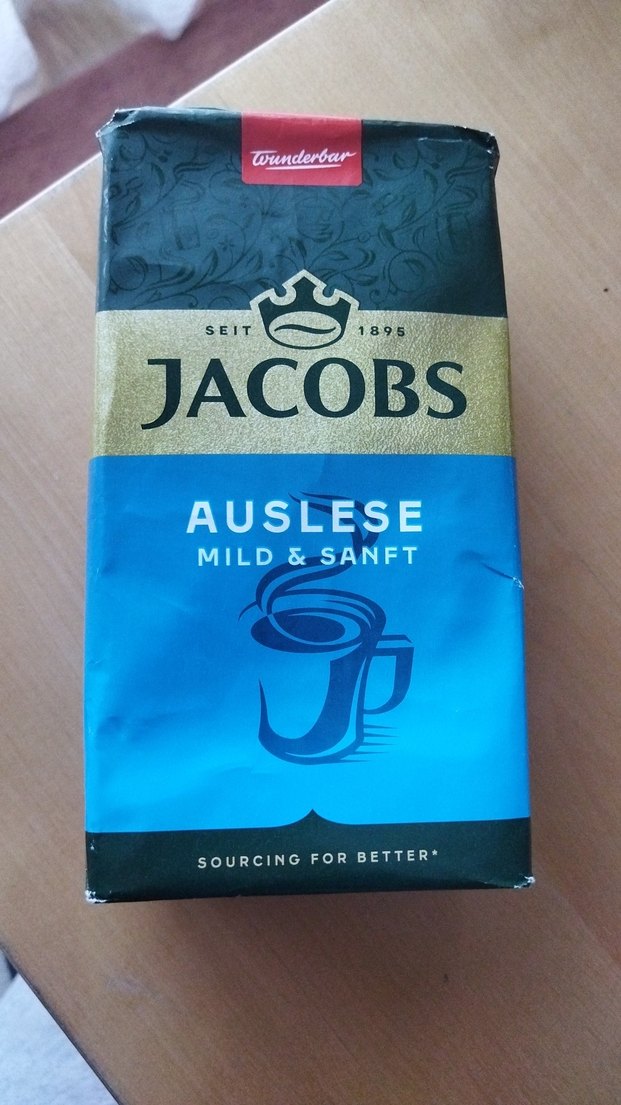 Wunderbar
SEIT 1895
JACOBS
AUSLESE
MILD & SANFT
SOURCING FOR BETTER*